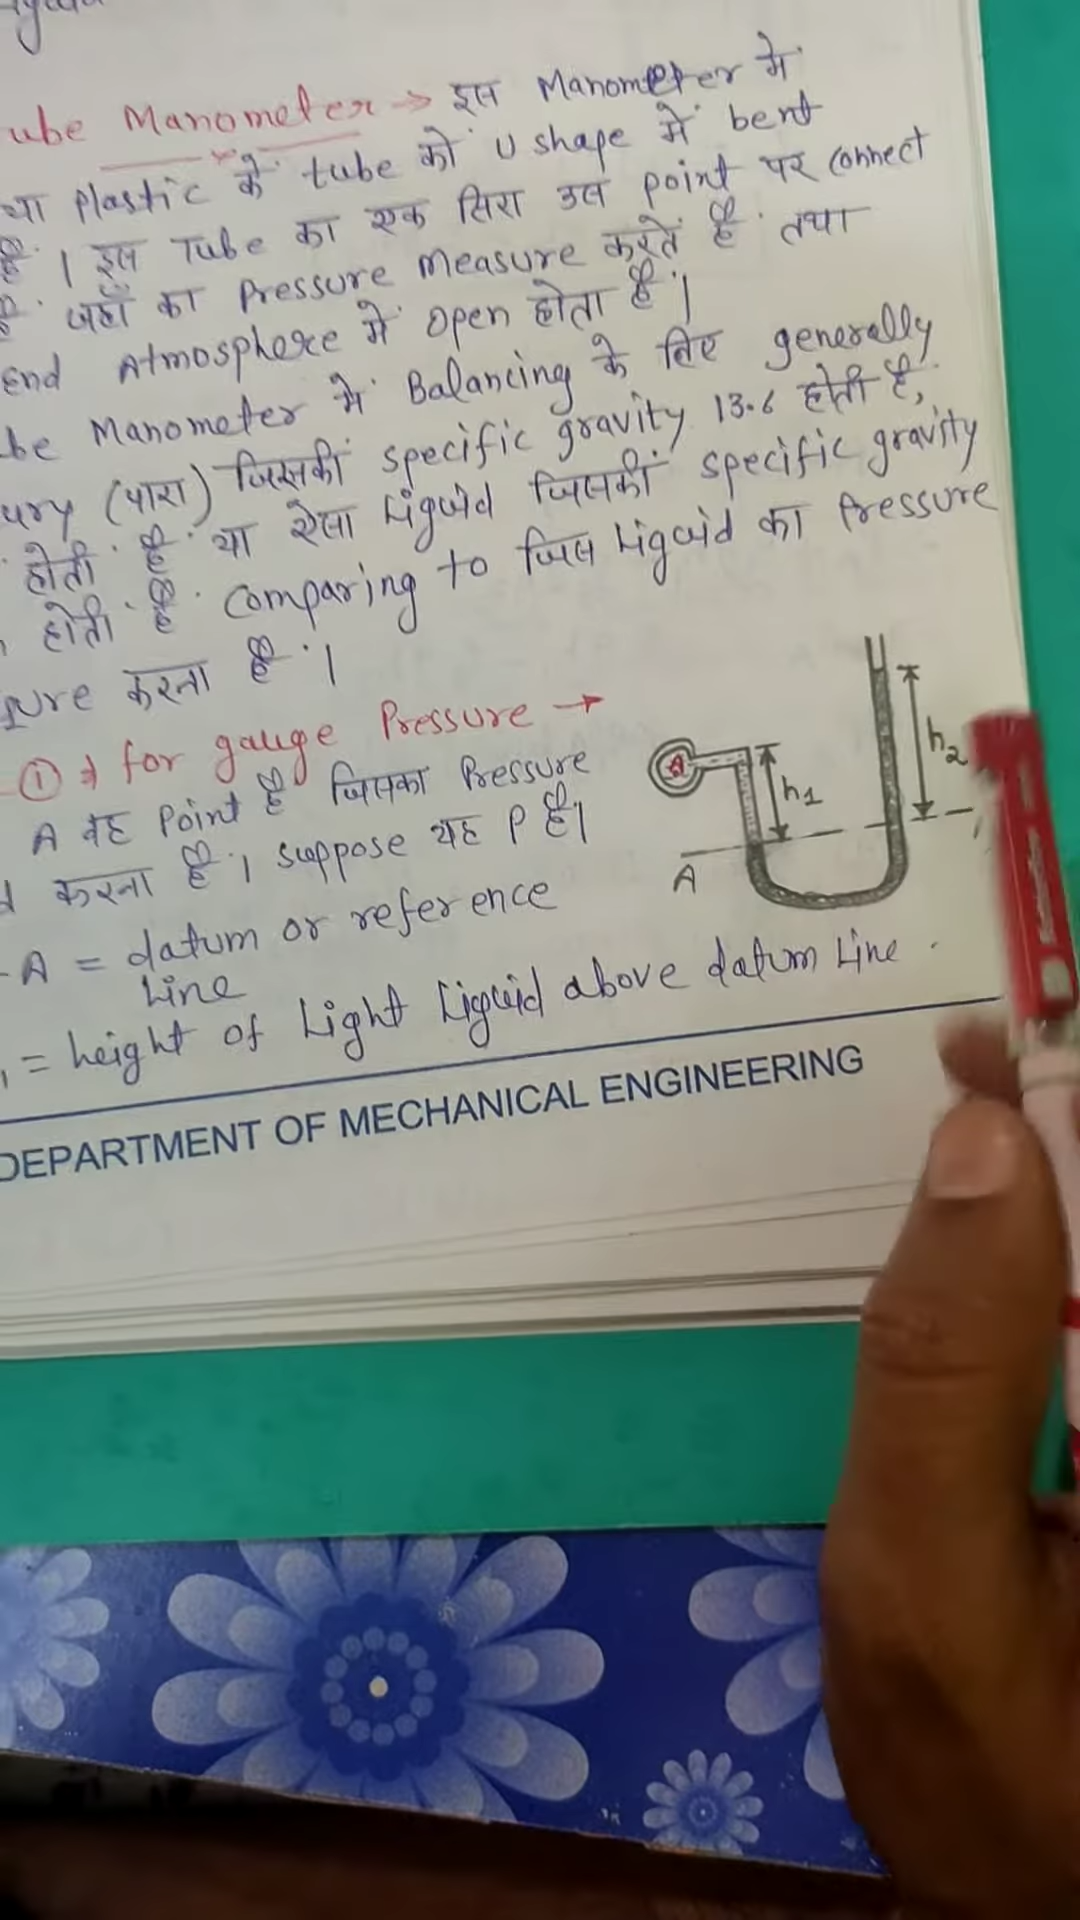 ube Manometer → इस Manometer में
या Plastic के tube को U shape में bent
है। इस Tube का एक सिरा उस point पर connect
है जहाँ का Pressure Measure करते है तथा
End Atmosphere में open होता है।
be Manometer में Balancing के लिए generally
ury (पारा) जिसकी specific gravity 13.6 होती है,
होती है या ऐसा Liquid जिसकी specific gravity
होती है comparing to जिस Liquid का Pressure
sure करना है।
① ⇒ for gauge Pressure →
A वह Point है जिसका Pressure
करना है, suppose यह P है।
-A = datum or reference
Line
= height of Light Liquid above datum Line
A
h1
h2
A
DEPARTMENT OF MECHANICAL ENGINEERING